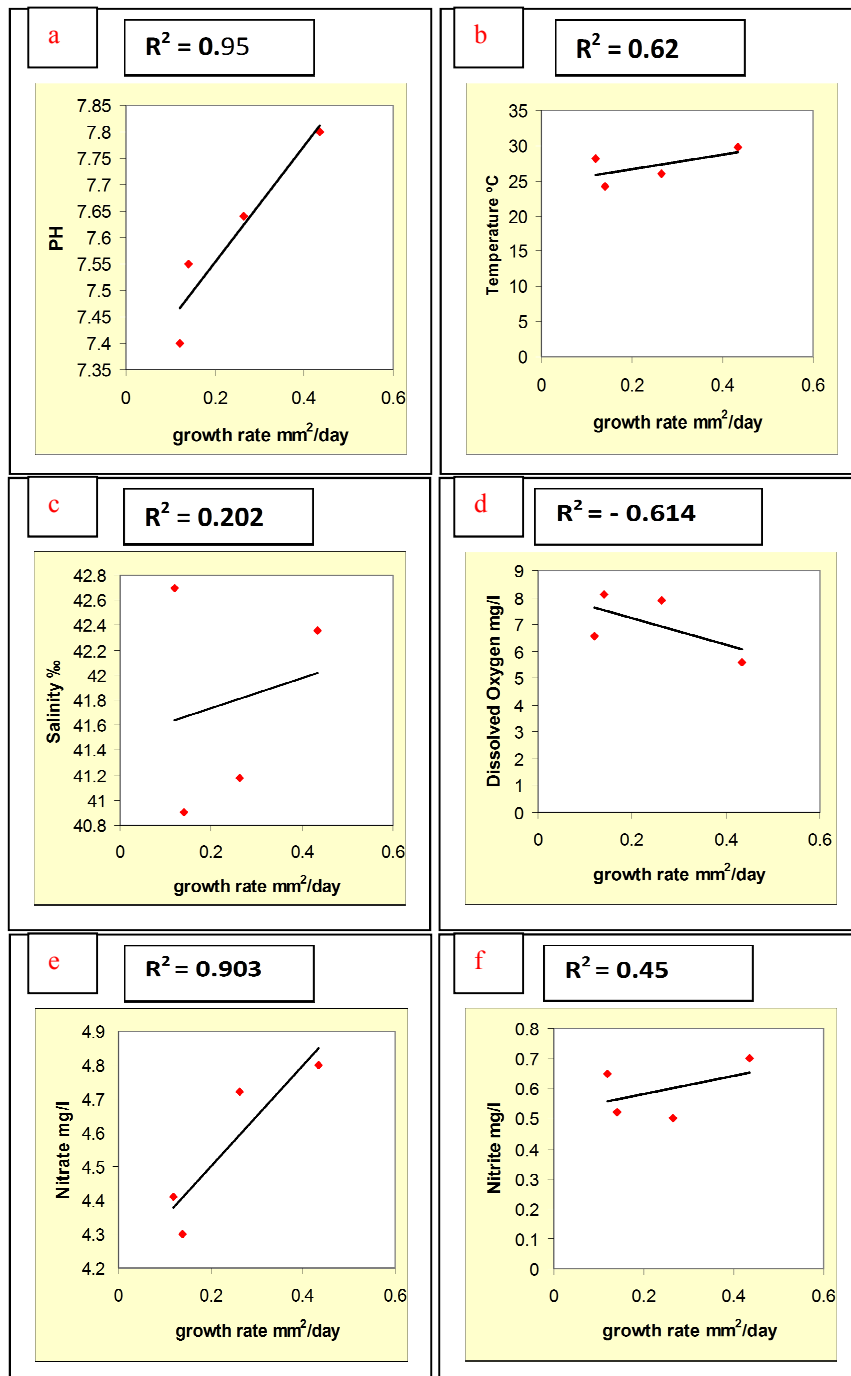 a
R² = 0.95
7.85
7.8
7.75
7.7
7.65
7.6
7.55
7.5
7.45
7.4
7.35
PH
0 0.2 0.4 0.6
growth rate mm²/day
b
R² = 0.62
35
30
25
20
15
10
5
0
Temperature °C
0 0.2 0.4 0.6
growth rate mm²/day
c
R² = 0.202
42.8
42.6
42.4
42.2
42
41.8
41.6
41.4
41.2
41
40.8
Salinity ‰
0 0.2 0.4 0.6
growth rate mm²/day
d
R² = - 0.614
9
8
7
6
5
4
3
2
1
0
Dissolved Oxygen mg/l
0 0.2 0.4 0.6
growth rate mm²/day
e
R² = 0.903
4.9
4.8
4.7
4.6
4.5
4.4
4.3
4.2
Nitrate mg/l
0 0.2 0.4 0.6
growth rate mm²/day
f
R² = 0.45
0.8
0.7
0.6
0.5
0.4
0.3
0.2
0.1
0
Nitrite mg/l
0 0.2 0.4 0.6
growth rate mm²/day